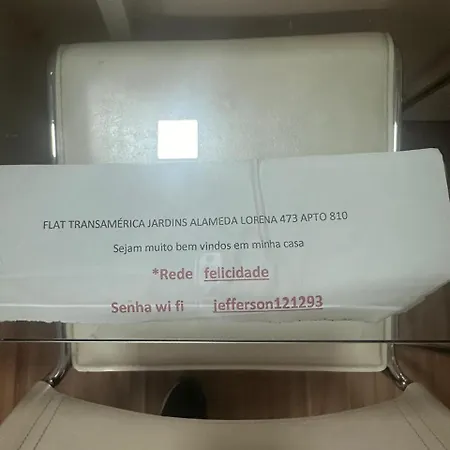 FLAT TRANSAMÉRICA JARDINS ALAMEDA LORENA 473 APTO 810
Sejam muito bem vindos em minha casa
*Rede felicidade
Senha wi fi jefferson121293